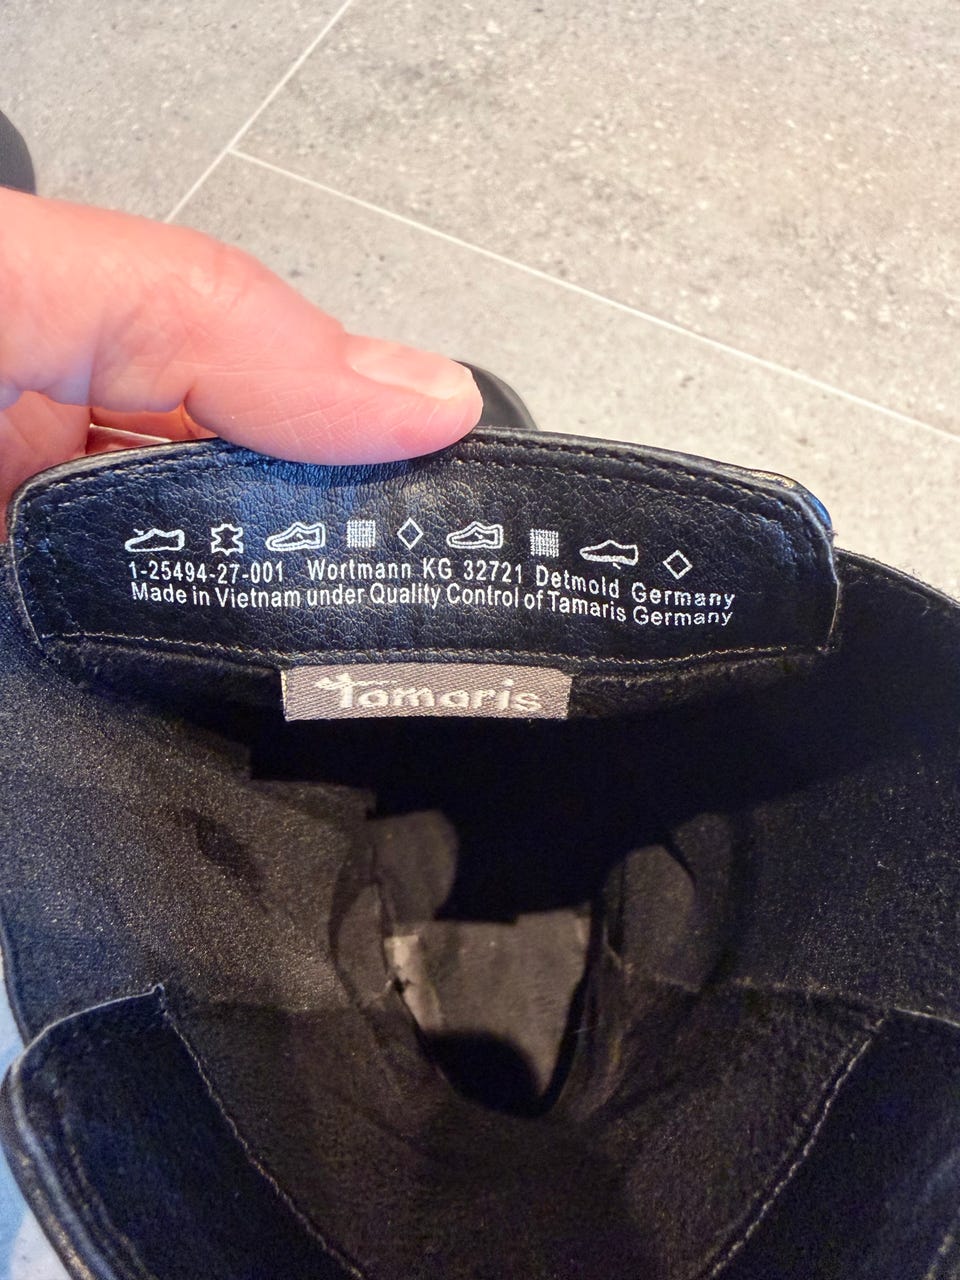 1-25494-27-001 Wortmann KG 32721 Detmold Germany
Made in Vietnam under Quality Control of Tamaris Germany
Tamaris